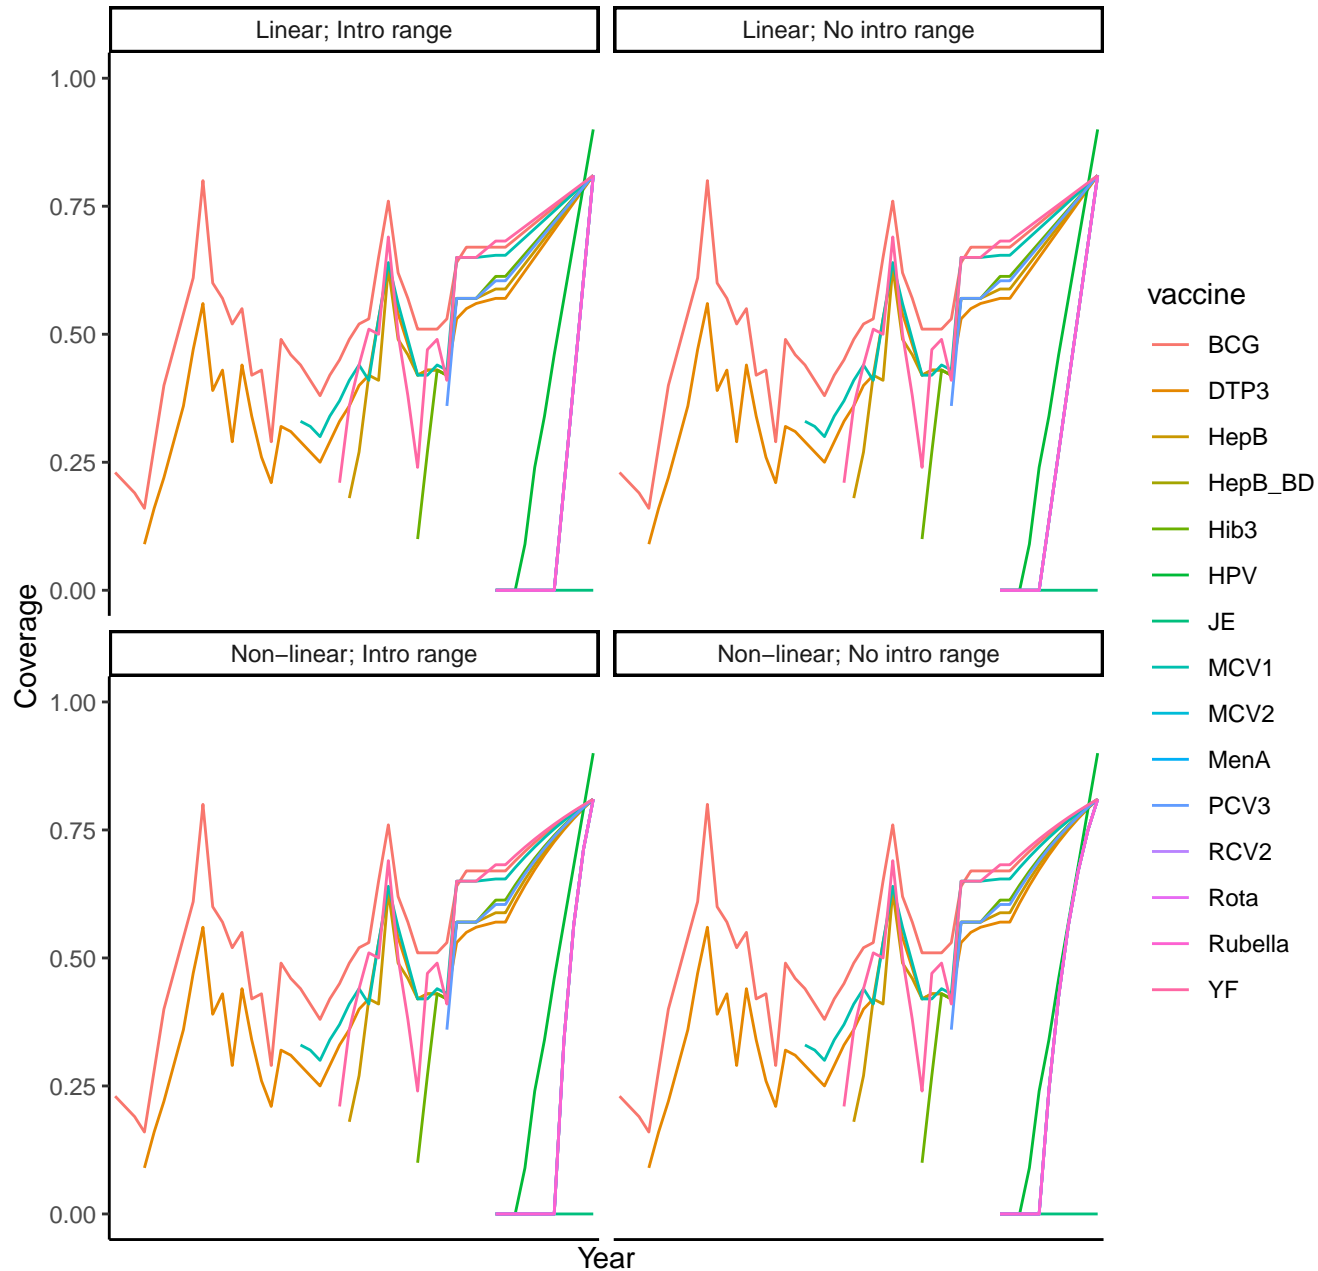 Linear; Intro range
Linear; No intro range
1.00
0.75
0.50
0.25
0.00
Non−linear; Intro range
Non−linear; No intro range
1.00
0.75
0.50
0.25
0.00
Coverage
Year
vaccine
BCG
DTP3
HepB
HepB_BD
Hib3
HPV
JE
MCV1
MCV2
MenA
PCV3
RCV2
Rota
Rubella
YF